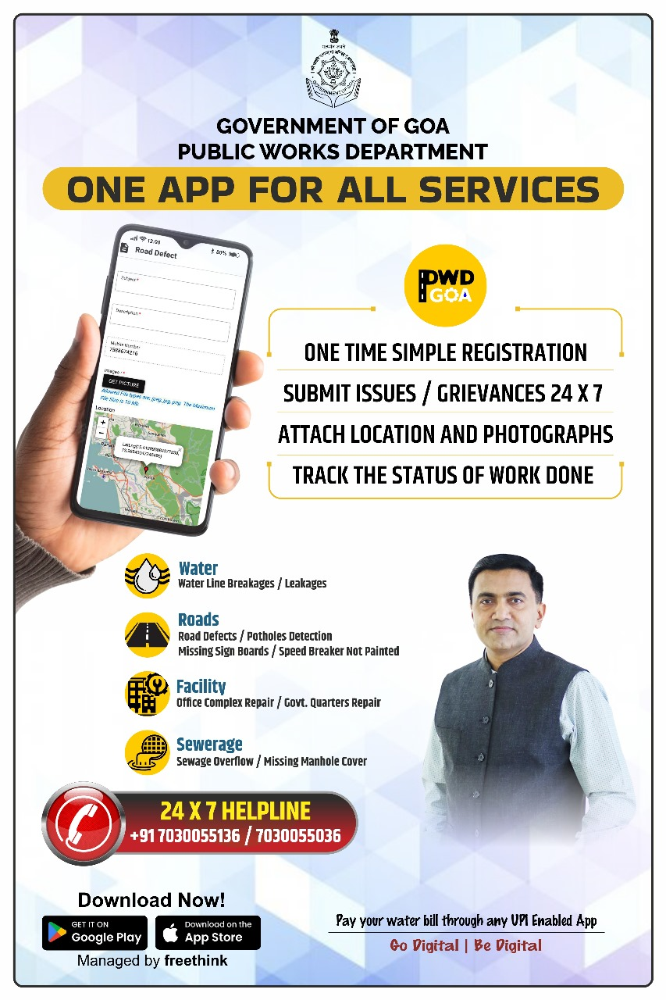 सत्यमेव जयते
GOVERNMENT OF GOA
GOVERNMENT OF GOA
PUBLIC WORKS DEPARTMENT
ONE APP FOR ALL SERVICES
12:00
80%
Road Defect
Subject *
Description *
Mobile Number
7588674216
Images : *
GET PICTURE
Allowed File types are: jpeg, jpg, png. The Maximum
File Size is 10 Mb
Location
+
−
PWD
GOA
ONE TIME SIMPLE REGISTRATION
SUBMIT ISSUES / GRIEVANCES 24 X 7
ATTACH LOCATION AND PHOTOGRAPHS
TRACK THE STATUS OF WORK DONE
Water
Water Line Breakages / Leakages
Roads
Road Defects / Potholes Detection
Missing Sign Boards / Speed Breaker Not Painted
Facility
Office Complex Repair / Govt. Quarters Repair
Sewerage
Sewage Overflow / Missing Manhole Cover
24 X 7 HELPLINE
+91 7030055136 / 7030055036
Download Now!
GET IT ON
Google Play
Download on the
App Store
Managed by freethink
Pay your water bill through any UPI Enabled App
Go Digital | Be Digital